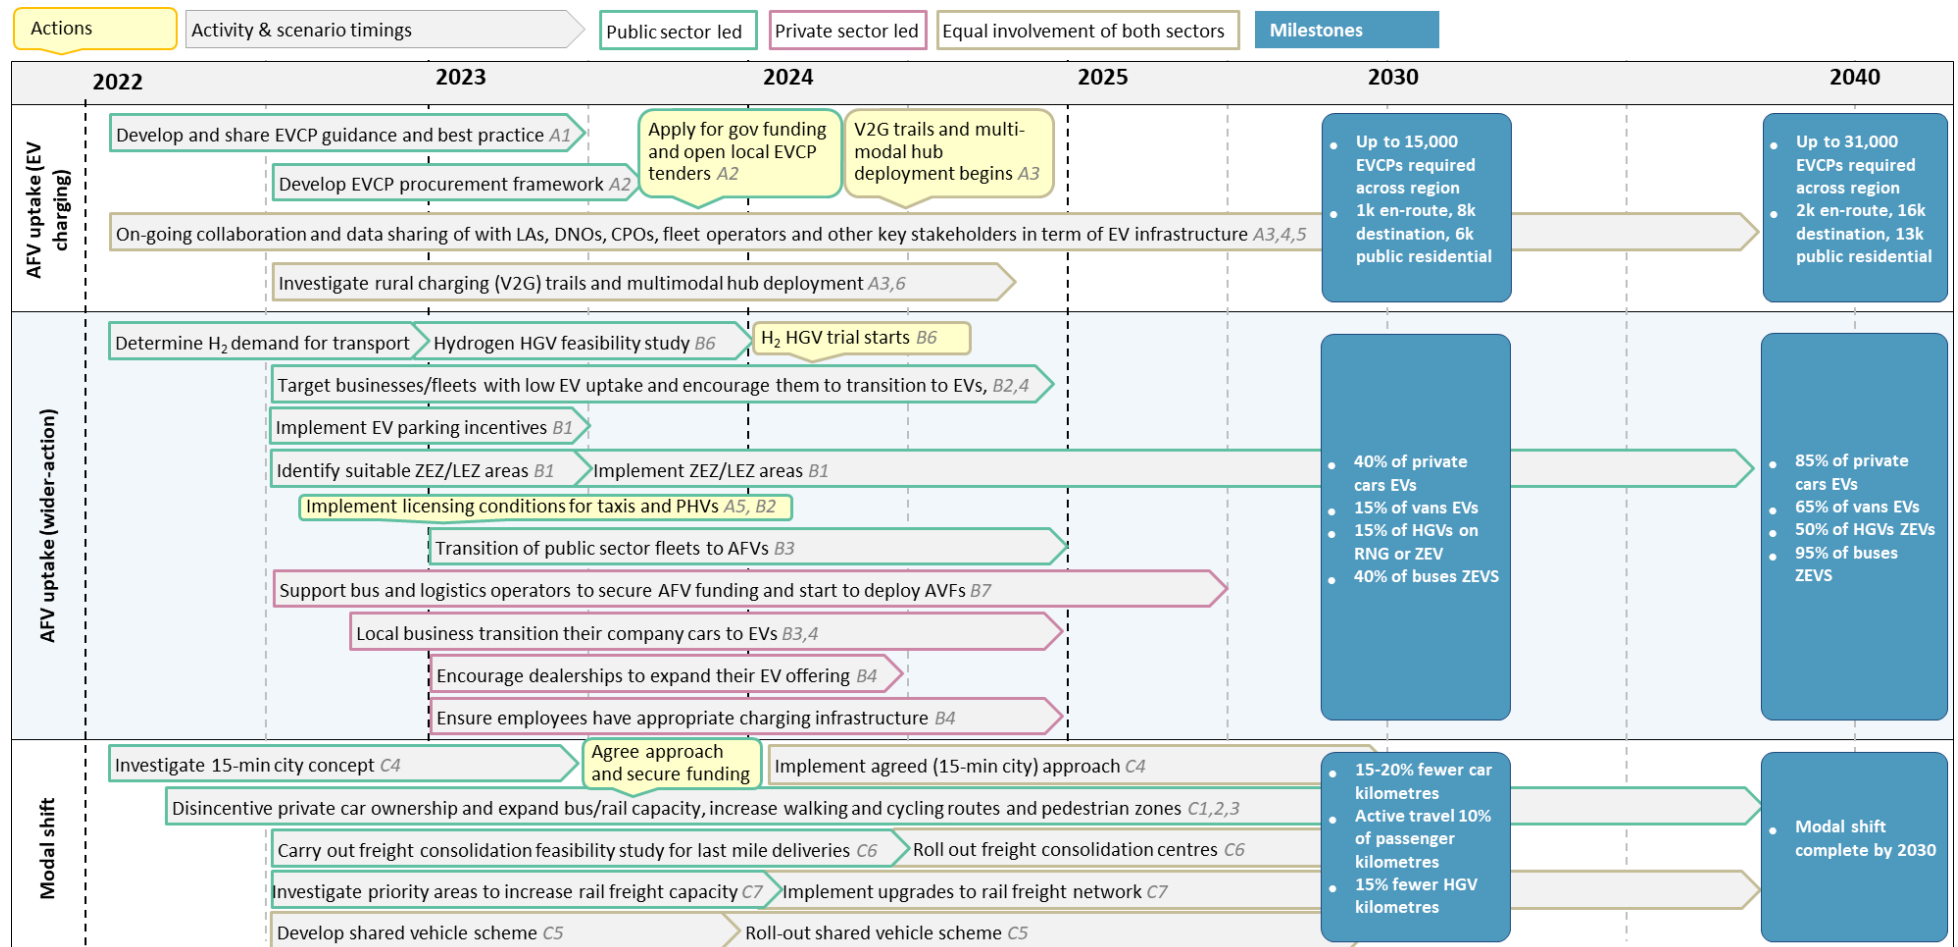 Actions
Activity & scenario timings
Public sector led
Private sector led
Equal involvement of both sectors
Milestones
2022
2023
2024
2025
2030
2040
AFV uptake (EV
charging)
Develop and share EVCP guidance and best practice A1
Develop EVCP procurement framework A2
Apply for gov funding
and open local EVCP
tenders A2
V2G trails and multi-
modal hub
deployment begins A3
On-going collaboration and data sharing of with LAs, DNOs, CPOs, fleet operators and other key stakeholders in term of EV infrastructure A3,4,5
Investigate rural charging (V2G) trails and multimodal hub deployment A3,6
• Up to 15,000
EVCPs required
across region
• 1k en-route, 8k
destination, 6k
public residential
• Up to 31,000
EVCPs required
across region
• 2k en-route, 16k
destination, 13k
public residential
AFV uptake (wider-action)
Determine H₂ demand for transport
Hydrogen HGV feasibility study B6
H₂ HGV trial starts B6
Target businesses/fleets with low EV uptake and encourage them to transition to EVs, B2,4
Implement EV parking incentives B1
Identify suitable ZEZ/LEZ areas B1
Implement ZEZ/LEZ areas B1
Implement licensing conditions for taxis and PHVs A5, B2
Transition of public sector fleets to AFVs B3
Support bus and logistics operators to secure AFV funding and start to deploy AVFs B7
Local business transition their company cars to EVs B3,4
Encourage dealerships to expand their EV offering B4
Ensure employees have appropriate charging infrastructure B4
• 40% of private
cars EVs
• 15% of vans EVs
• 15% of HGVs on
RNG or ZEV
• 40% of buses ZEVS
• 85% of private
cars EVs
• 65% of vans EVs
• 50% of HGVs ZEVs
• 95% of buses
ZEVS
Modal shift
Investigate 15-min city concept C4
Agree approach
and secure funding
Implement agreed (15-min city) approach C4
Disincentive private car ownership and expand bus/rail capacity, increase walking and cycling routes and pedestrian zones C1,2,3
Carry out freight consolidation feasibility study for last mile deliveries C6
Roll out freight consolidation centres C6
Investigate priority areas to increase rail freight capacity C7
Implement upgrades to rail freight network C7
Develop shared vehicle scheme C5
Roll-out shared vehicle scheme C5
• 15-20% fewer car
kilometres
• Active travel 10%
of passenger
kilometres
• 15% fewer HGV
kilometres
• Modal shift
complete by 2030